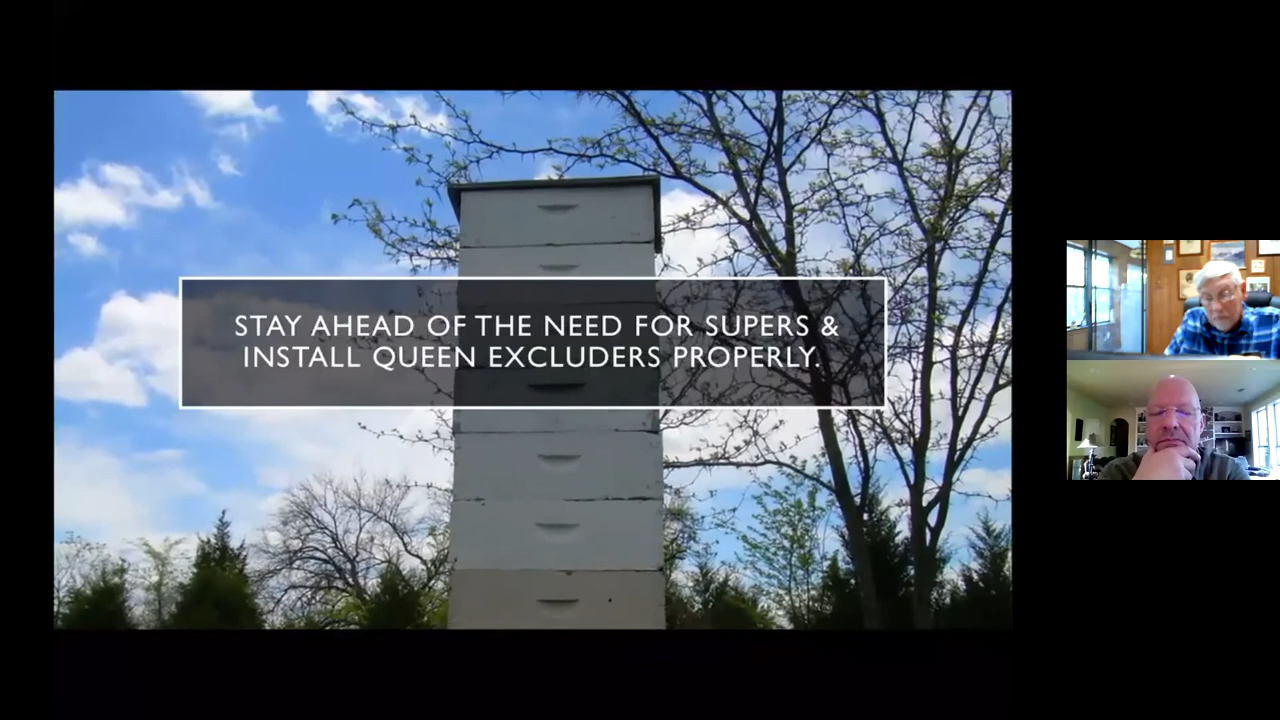 STAY AHEAD OF THE NEED FOR SUPERS &
INSTALL QUEEN EXCLUDERS PROPERLY.